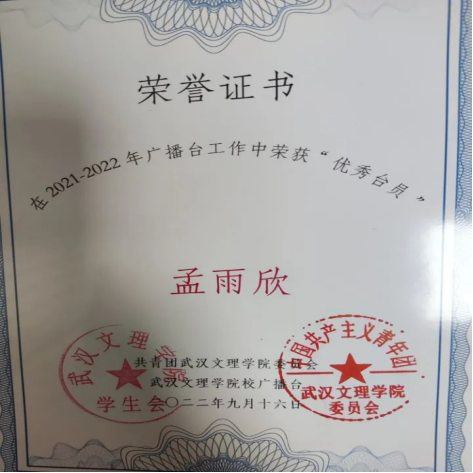 荣誉证书
在2021-2022年广播台工作中荣获“优秀台员”
孟雨欣
共青团武汉文理学院委员会
武汉文理学院校广播台
二〇二二年九月十六日
武汉文理学院
学生会
中国共产主义青年团
武汉文理学院
委员会